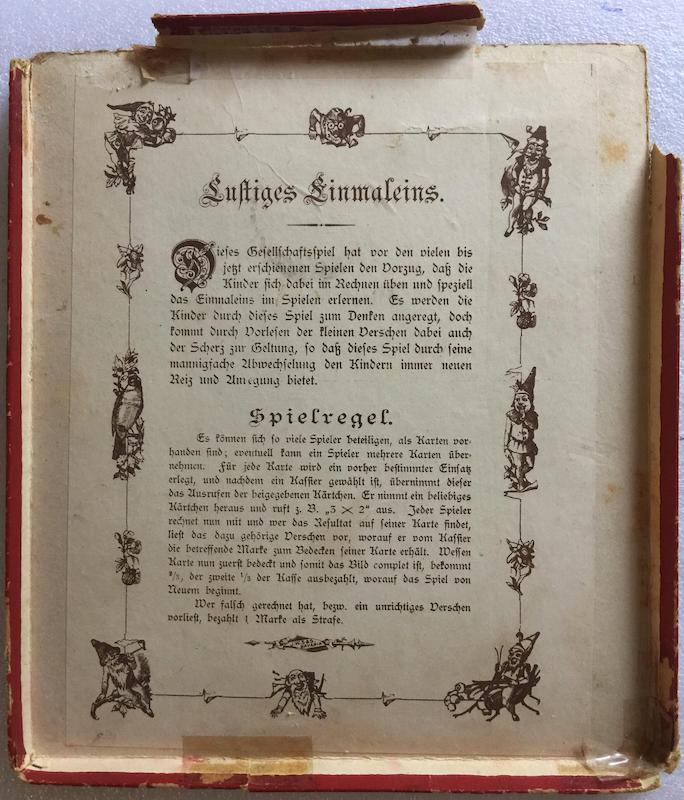 Lustiges Einmaleins.
Dieses Gesellschaftsspiel hat vor den vielen bis
jetzt erschienenen Spielen den Vorzug, daß die
Kinder sich dabei im Rechnen üben und speziell
das Einmaleins im Spielen erlernen. Es werden die
Kinder durch dieses Spiel zum Denken angeregt, doch
kommt durch Vorlesen der kleinen Verschen dabei auch
der Scherz zur Geltung, so daß dieses Spiel durch seine
mannigfache Abwechselung den Kindern immer neuen
Reiz und Anregung bietet.
Spielregel.
Es können sich so viele Spieler beteiligen, als Karten vor-
handen sind; eventuell kann ein Spieler mehrere Karten über-
nehmen. Für jede Karte wird ein vorher bestimmter Einsatz
erlegt, und nachdem ein Kassier gewählt ist, übernimmt dieser
das Ausrufen der beigegebenen Kärtchen. Er nimmt ein beliebiges
Kärtchen heraus und ruft z. B. „3 × 2“ aus. Jeder Spieler
rechnet nun mit und wer das Resultat auf seiner Karte findet,
liest das dazu gehörige Verschen vor, worauf er vom Kassier
die betreffende Marke zum Bedecken seiner Karte erhält. Wessen
Karte nun zuerst bedeckt und somit das Bild complet ist, bekommt
²/₃, der zweite ¹/₃ der Kasse ausbezahlt, worauf das Spiel von
Neuem beginnt.
Wer falsch gerechnet hat, bezw. ein unrichtiges Verschen
vorliest, bezahlt 1 Marke als Strafe.